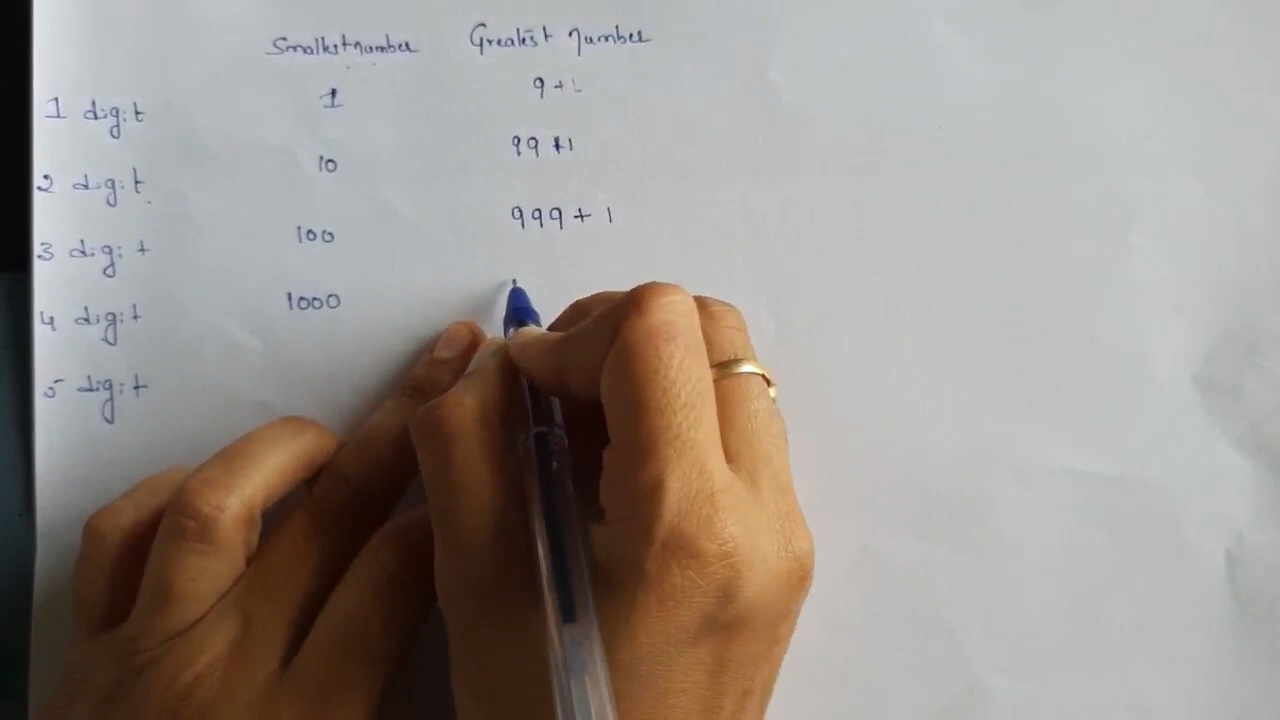 Smallest number Greatest number
1 digit 1 9+1
2 digit 10 99+1
3 digit 100 999+1
4 digit 1000
5 digit